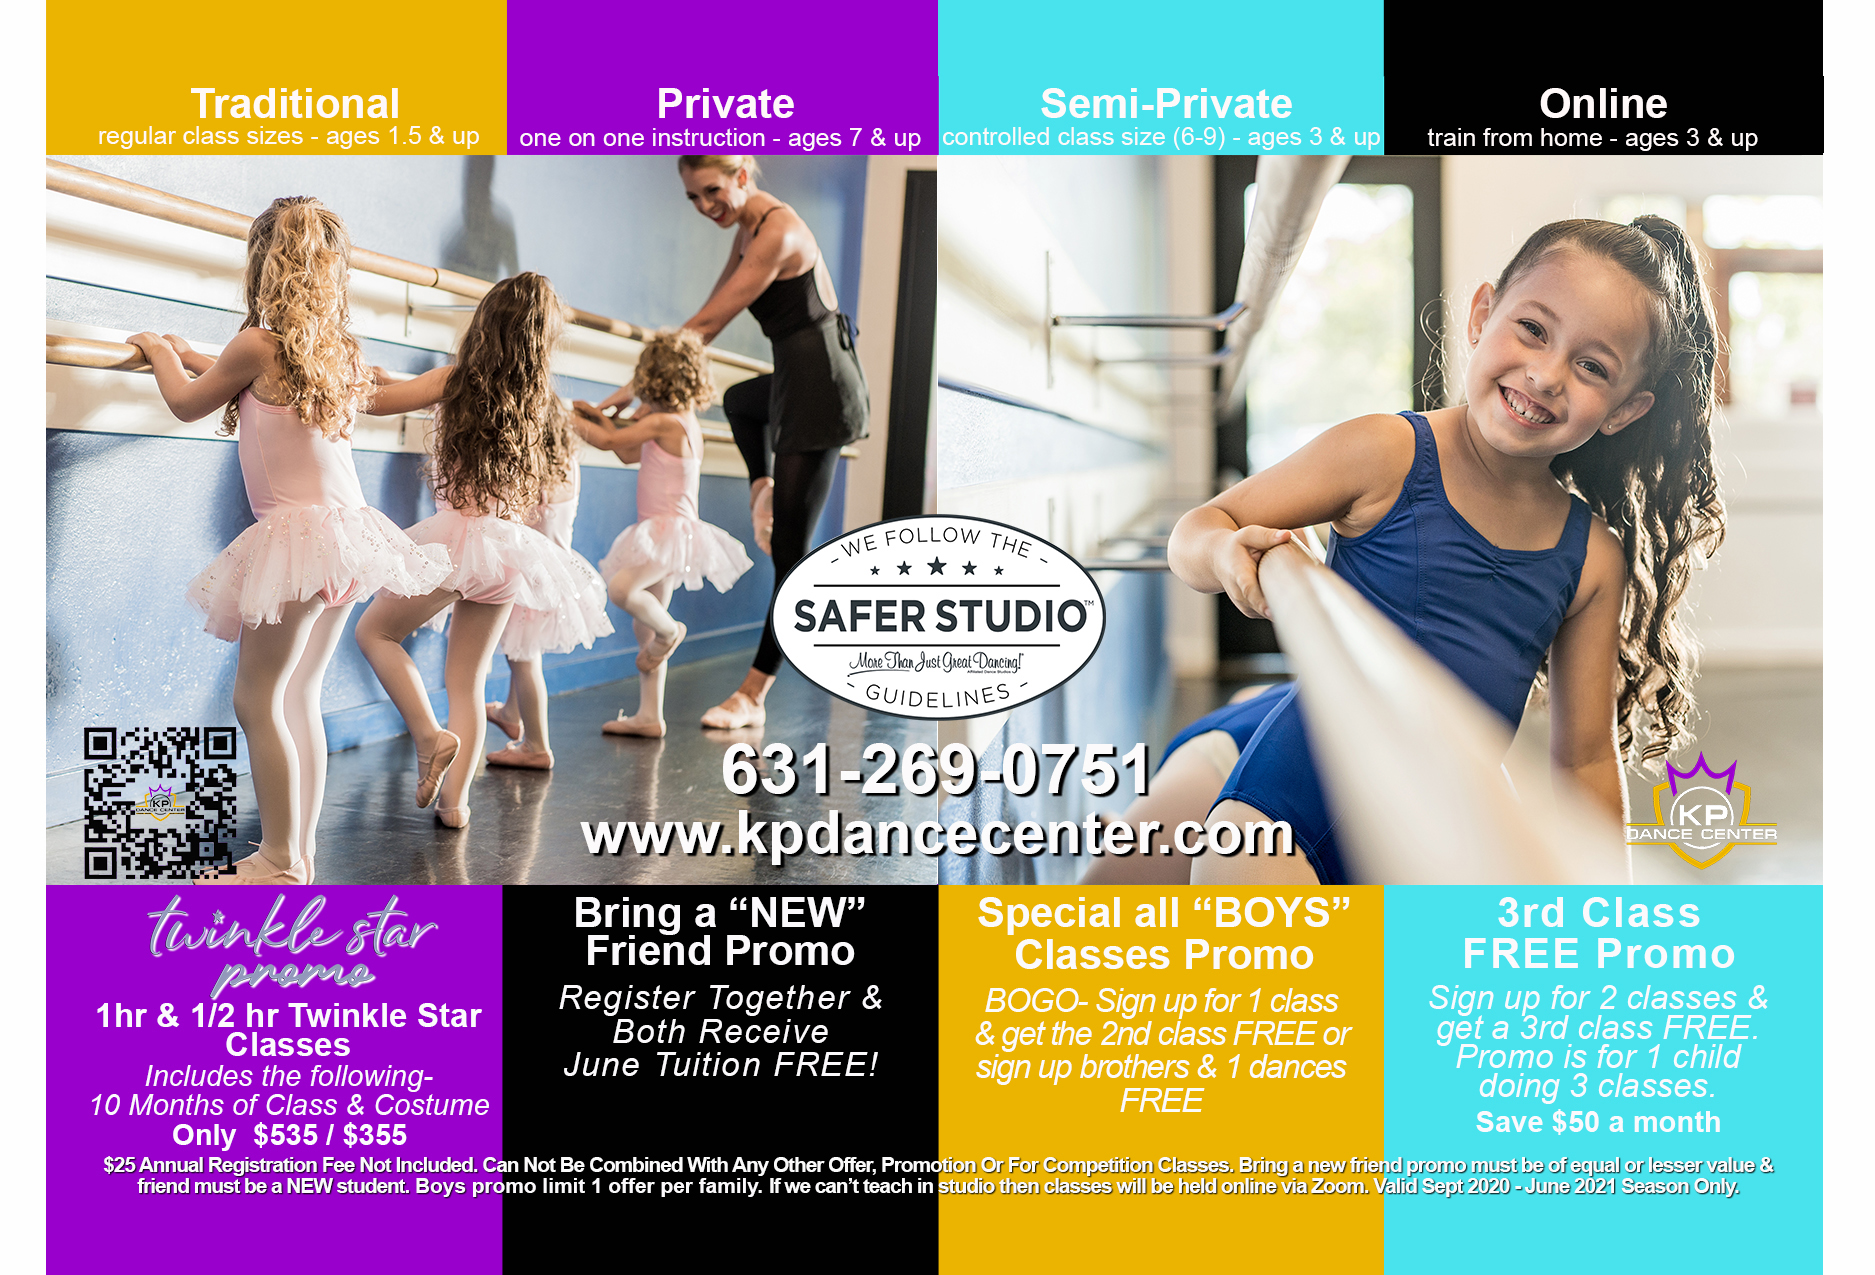 Traditional
regular class sizes - ages 1.5 & up
Private
one on one instruction - ages 7 & up
Semi-Private
controlled class size (6-9) - ages 3 & up
Online
train from home - ages 3 & up
- WE FOLLOW THE -
SAFER STUDIO™
More Than Just Great Dancing!
Affiliated Dance Studios
- GUIDELINES -
631-269-0751
www.kpdancecenter.com
KP
DANCE CENTER
KP
DANCE CENTER
twinkle star
promo
1hr & 1/2 hr Twinkle Star
Classes
Includes the following-
10 Months of Class & Costume
Only $535 / $355
Bring a “NEW”
Friend Promo
Register Together &
Both Receive
June Tuition FREE!
Special all “BOYS”
Classes Promo
BOGO- Sign up for 1 class
& get the 2nd class FREE or
sign up brothers & 1 dances
FREE
3rd Class
FREE Promo
Sign up for 2 classes &
get a 3rd class FREE.
Promo is for 1 child
doing 3 classes.
Save $50 a month
$25 Annual Registration Fee Not Included. Can Not Be Combined With Any Other Offer, Promotion Or For Competition Classes. Bring a new friend promo must be of equal or lesser value &
friend must be a NEW student. Boys promo limit 1 offer per family. If we can’t teach in studio then classes will be held online via Zoom. Valid Sept 2020 - June 2021 Season Only.